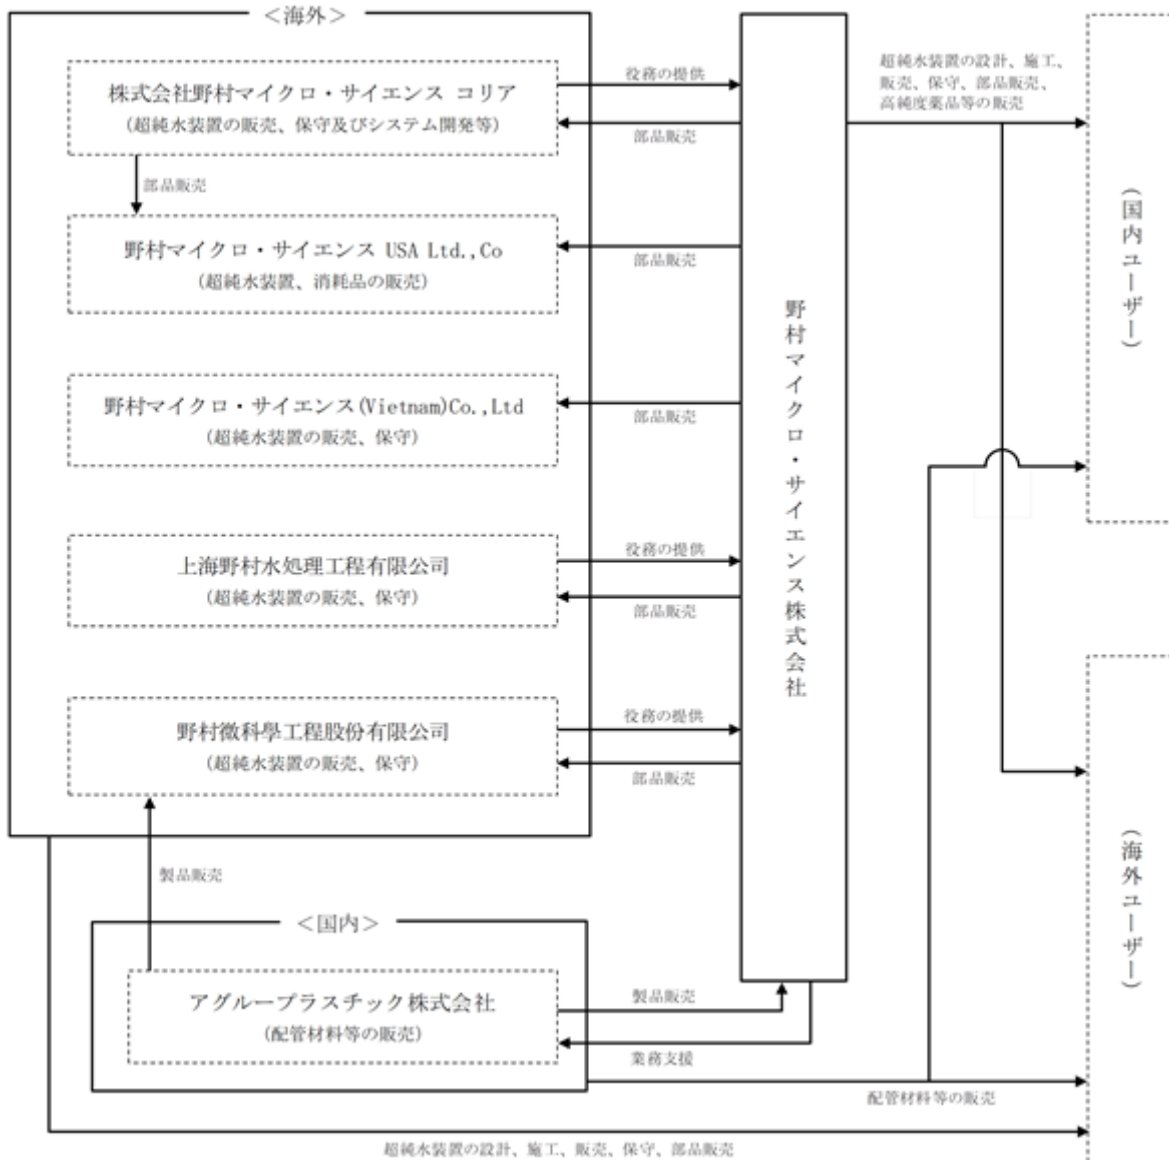 ＜海外＞
株式会社野村マイクロ・サイエンス コリア
(超純水装置の販売、保守及びシステム開発等)
役務の提供
部品販売
部品販売
野村マイクロ・サイエンス USA Ltd.,Co
(超純水装置、消耗品の販売)
部品販売
野村マイクロ・サイエンス(Vietnam)Co.,Ltd
(超純水装置の販売、保守)
部品販売
上海野村水処理工程有限公司
(超純水装置の販売、保守)
役務の提供
部品販売
野村微科學工程股份有限公司
(超純水装置の販売、保守)
役務の提供
部品販売
製品販売
＜国内＞
アグループラスチック株式会社
(配管材料等の販売)
製品販売
業務支援
野村マイクロ・サイエンス株式会社
超純水装置の設計、施工、
販売、保守、部品販売、
高純度薬品等の販売
(国内ユーザー)
(海外ユーザー)
配管材料等の販売
超純水装置の設計、施工、販売、保守、部品販売